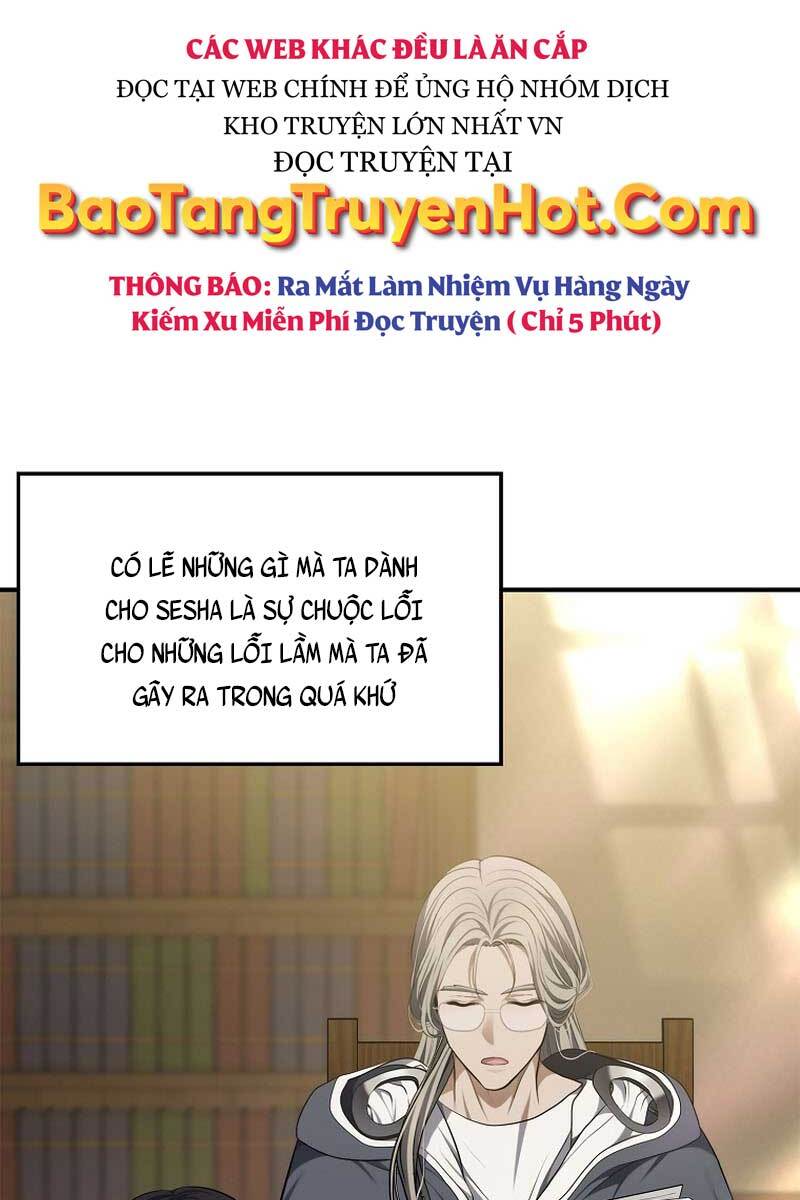 CÁC WEB KHÁC ĐỀU LÀ ĂN CẮP
ĐỌC TẠI WEB CHÍNH ĐỂ ỦNG HỘ NHÓM DỊCH
KHO TRUYỆN LỚN NHẤT VN
ĐỌC TRUYỆN TẠI
BaoTangTruyenHot.Com
THÔNG BÁO: Ra Mắt Làm Nhiệm Vụ Hàng Ngày
Kiếm Xu Miễn Phí Đọc Truyện ( Chỉ 5 Phút)
CÓ LẼ NHỮNG GÌ MÀ TA DÀNH
CHO SESHA LÀ SỰ CHUỘC LỖI
CHO NHỮNG LỖI LẦM MÀ TA ĐÃ
GÂY RA TRONG QUÁ KHỨ